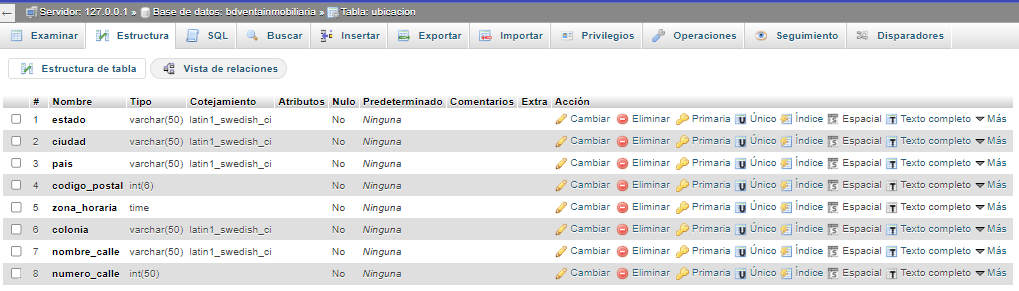 ← Servidor: 127.0.0.1 » Base de datos: bdventainmobiliaria » Tabla: ubicacion
Examinar Estructura SQL Buscar Insertar Exportar Importar Privilegios Operaciones Seguimiento Disparadores
Estructura de tabla Vista de relaciones
# Nombre Tipo Cotejamiento Atributos Nulo Predeterminado Comentarios Extra Acción
1 estado varchar(50) latin1_swedish_ci No Ninguna Cambiar Eliminar Primaria Único Índice Espacial Texto completo Más
2 ciudad varchar(50) latin1_swedish_ci No Ninguna Cambiar Eliminar Primaria Único Índice Espacial Texto completo Más
3 pais varchar(50) latin1_swedish_ci No Ninguna Cambiar Eliminar Primaria Único Índice Espacial Texto completo Más
4 codigo_postal int(6) No Ninguna Cambiar Eliminar Primaria Único Índice Espacial Texto completo Más
5 zona_horaria time No Ninguna Cambiar Eliminar Primaria Único Índice Espacial Texto completo Más
6 colonia varchar(50) latin1_swedish_ci No Ninguna Cambiar Eliminar Primaria Único Índice Espacial Texto completo Más
7 nombre_calle varchar(50) latin1_swedish_ci No Ninguna Cambiar Eliminar Primaria Único Índice Espacial Texto completo Más
8 numero_calle int(50) No Ninguna Cambiar Eliminar Primaria Único Índice Espacial Texto completo Más